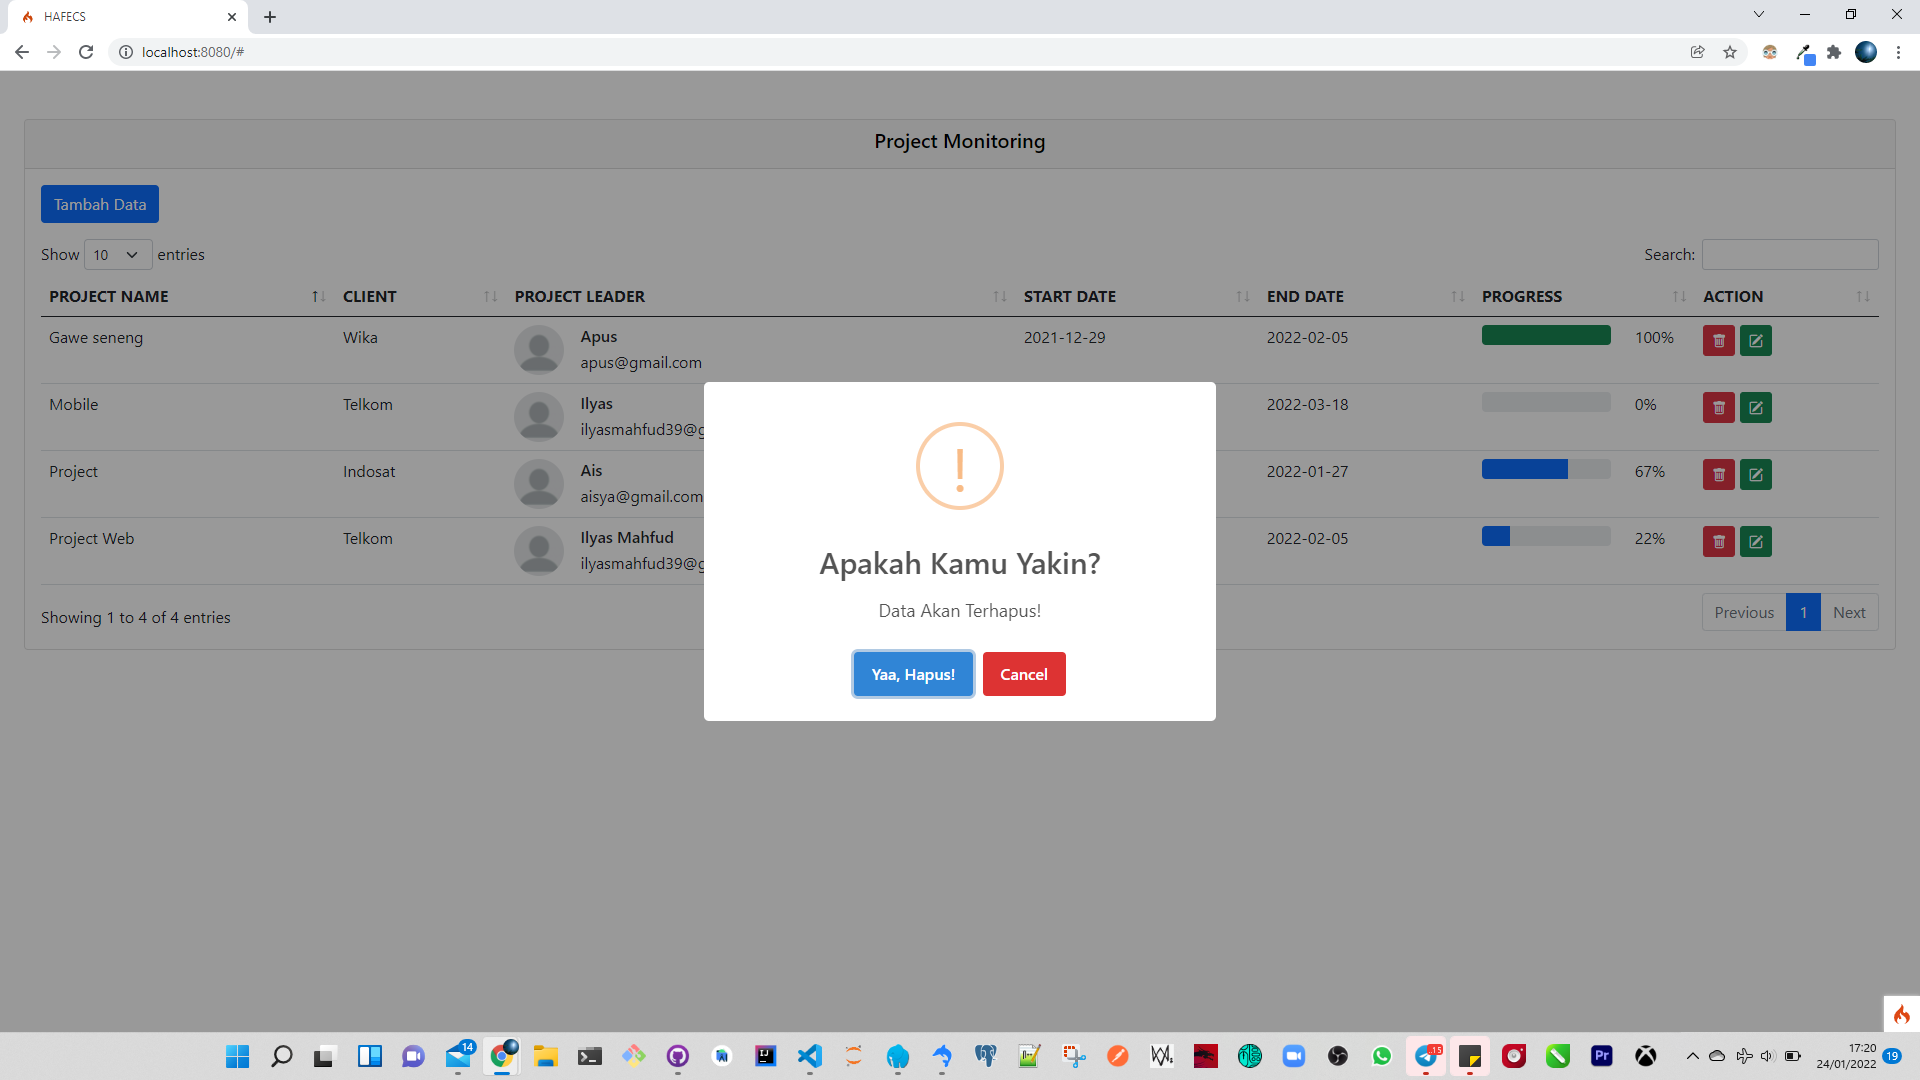 HAFECS
localhost:8080/#
Project Monitoring
Tambah Data
Show 10 entries
Search:
PROJECT NAME CLIENT PROJECT LEADER START DATE END DATE PROGRESS ACTION
Gawe seneng Wika Apus 2021-12-29 2022-02-05 100%
apus@gmail.com
Mobile Telkom Ilyas 2022-03-18 0%
ilyasmahfud39@g
Project Indosat Ais 2022-01-27 67%
aisya@gmail.com
Project Web Telkom Ilyas Mahfud 2022-02-05 22%
ilyasmahfud39@g
Showing 1 to 4 of 4 entries
Previous 1 Next
!
Apakah Kamu Yakin?
Data Akan Terhapus!
Yaa, Hapus! Cancel
14
IJ
15
Pr
17:20
24/01/2022
19